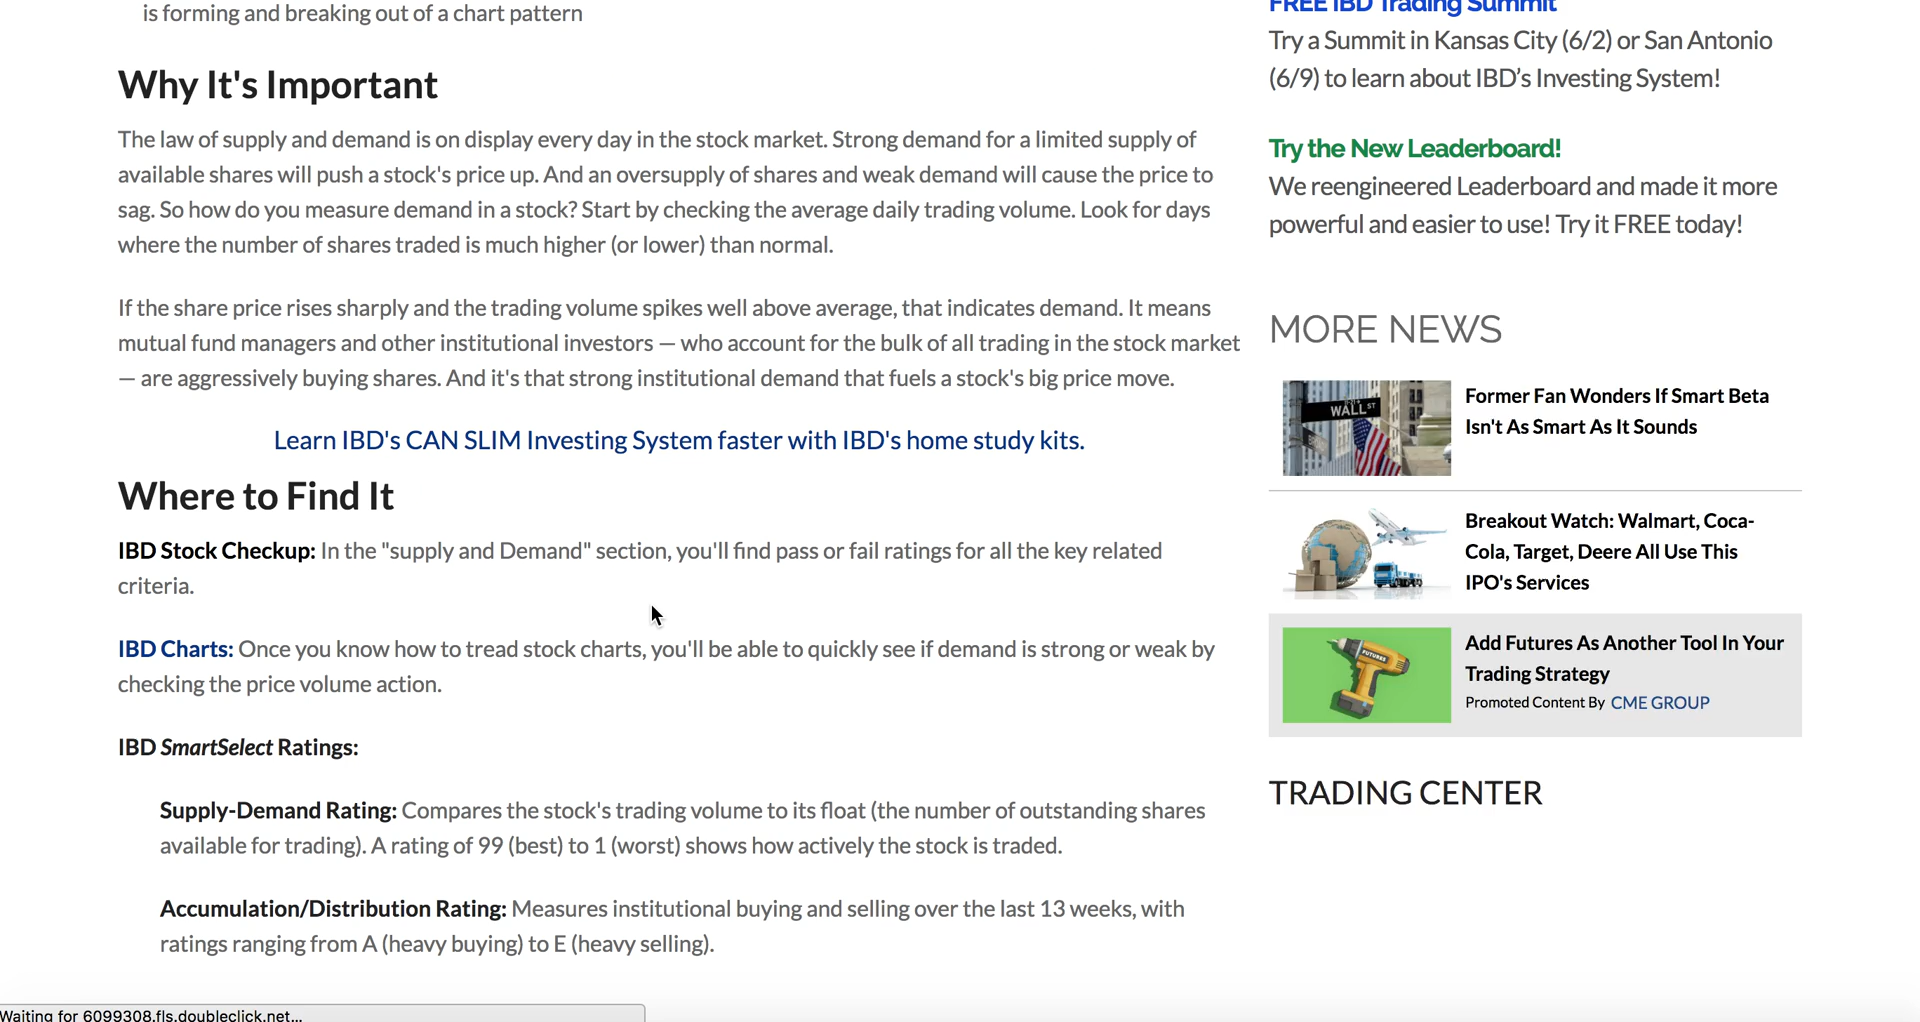 is forming and breaking out of a chart pattern
Why It's Important
The law of supply and demand is on display every day in the stock market. Strong demand for a limited supply of
available shares will push a stock's price up. And an oversupply of shares and weak demand will cause the price to
sag. So how do you measure demand in a stock? Start by checking the average daily trading volume. Look for days
where the number of shares traded is much higher (or lower) than normal.
If the share price rises sharply and the trading volume spikes well above average, that indicates demand. It means
mutual fund managers and other institutional investors — who account for the bulk of all trading in the stock market
— are aggressively buying shares. And it's that strong institutional demand that fuels a stock's big price move.
Learn IBD's CAN SLIM Investing System faster with IBD's home study kits.
Where to Find It
IBD Stock Checkup: In the "supply and Demand" section, you'll find pass or fail ratings for all the key related
criteria.
IBD Charts: Once you know how to tread stock charts, you'll be able to quickly see if demand is strong or weak by
checking the price volume action.
IBD SmartSelect Ratings:
Supply-Demand Rating: Compares the stock's trading volume to its float (the number of outstanding shares
available for trading). A rating of 99 (best) to 1 (worst) shows how actively the stock is traded.
Accumulation/Distribution Rating: Measures institutional buying and selling over the last 13 weeks, with
ratings ranging from A (heavy buying) to E (heavy selling).
FREE IBD Trading Summit
Try a Summit in Kansas City (6/2) or San Antonio
(6/9) to learn about IBD’s Investing System!
Try the New Leaderboard!
We reengineered Leaderboard and made it more
powerful and easier to use! Try it FREE today!
MORE NEWS
WALL ST
Former Fan Wonders If Smart Beta
Isn't As Smart As It Sounds
Breakout Watch: Walmart, Coca-
Cola, Target, Deere All Use This
IPO's Services
FUTURES
Add Futures As Another Tool In Your
Trading Strategy
Promoted Content By CME GROUP
TRADING CENTER
Waiting for 6099308.fls.doubleclick.net...